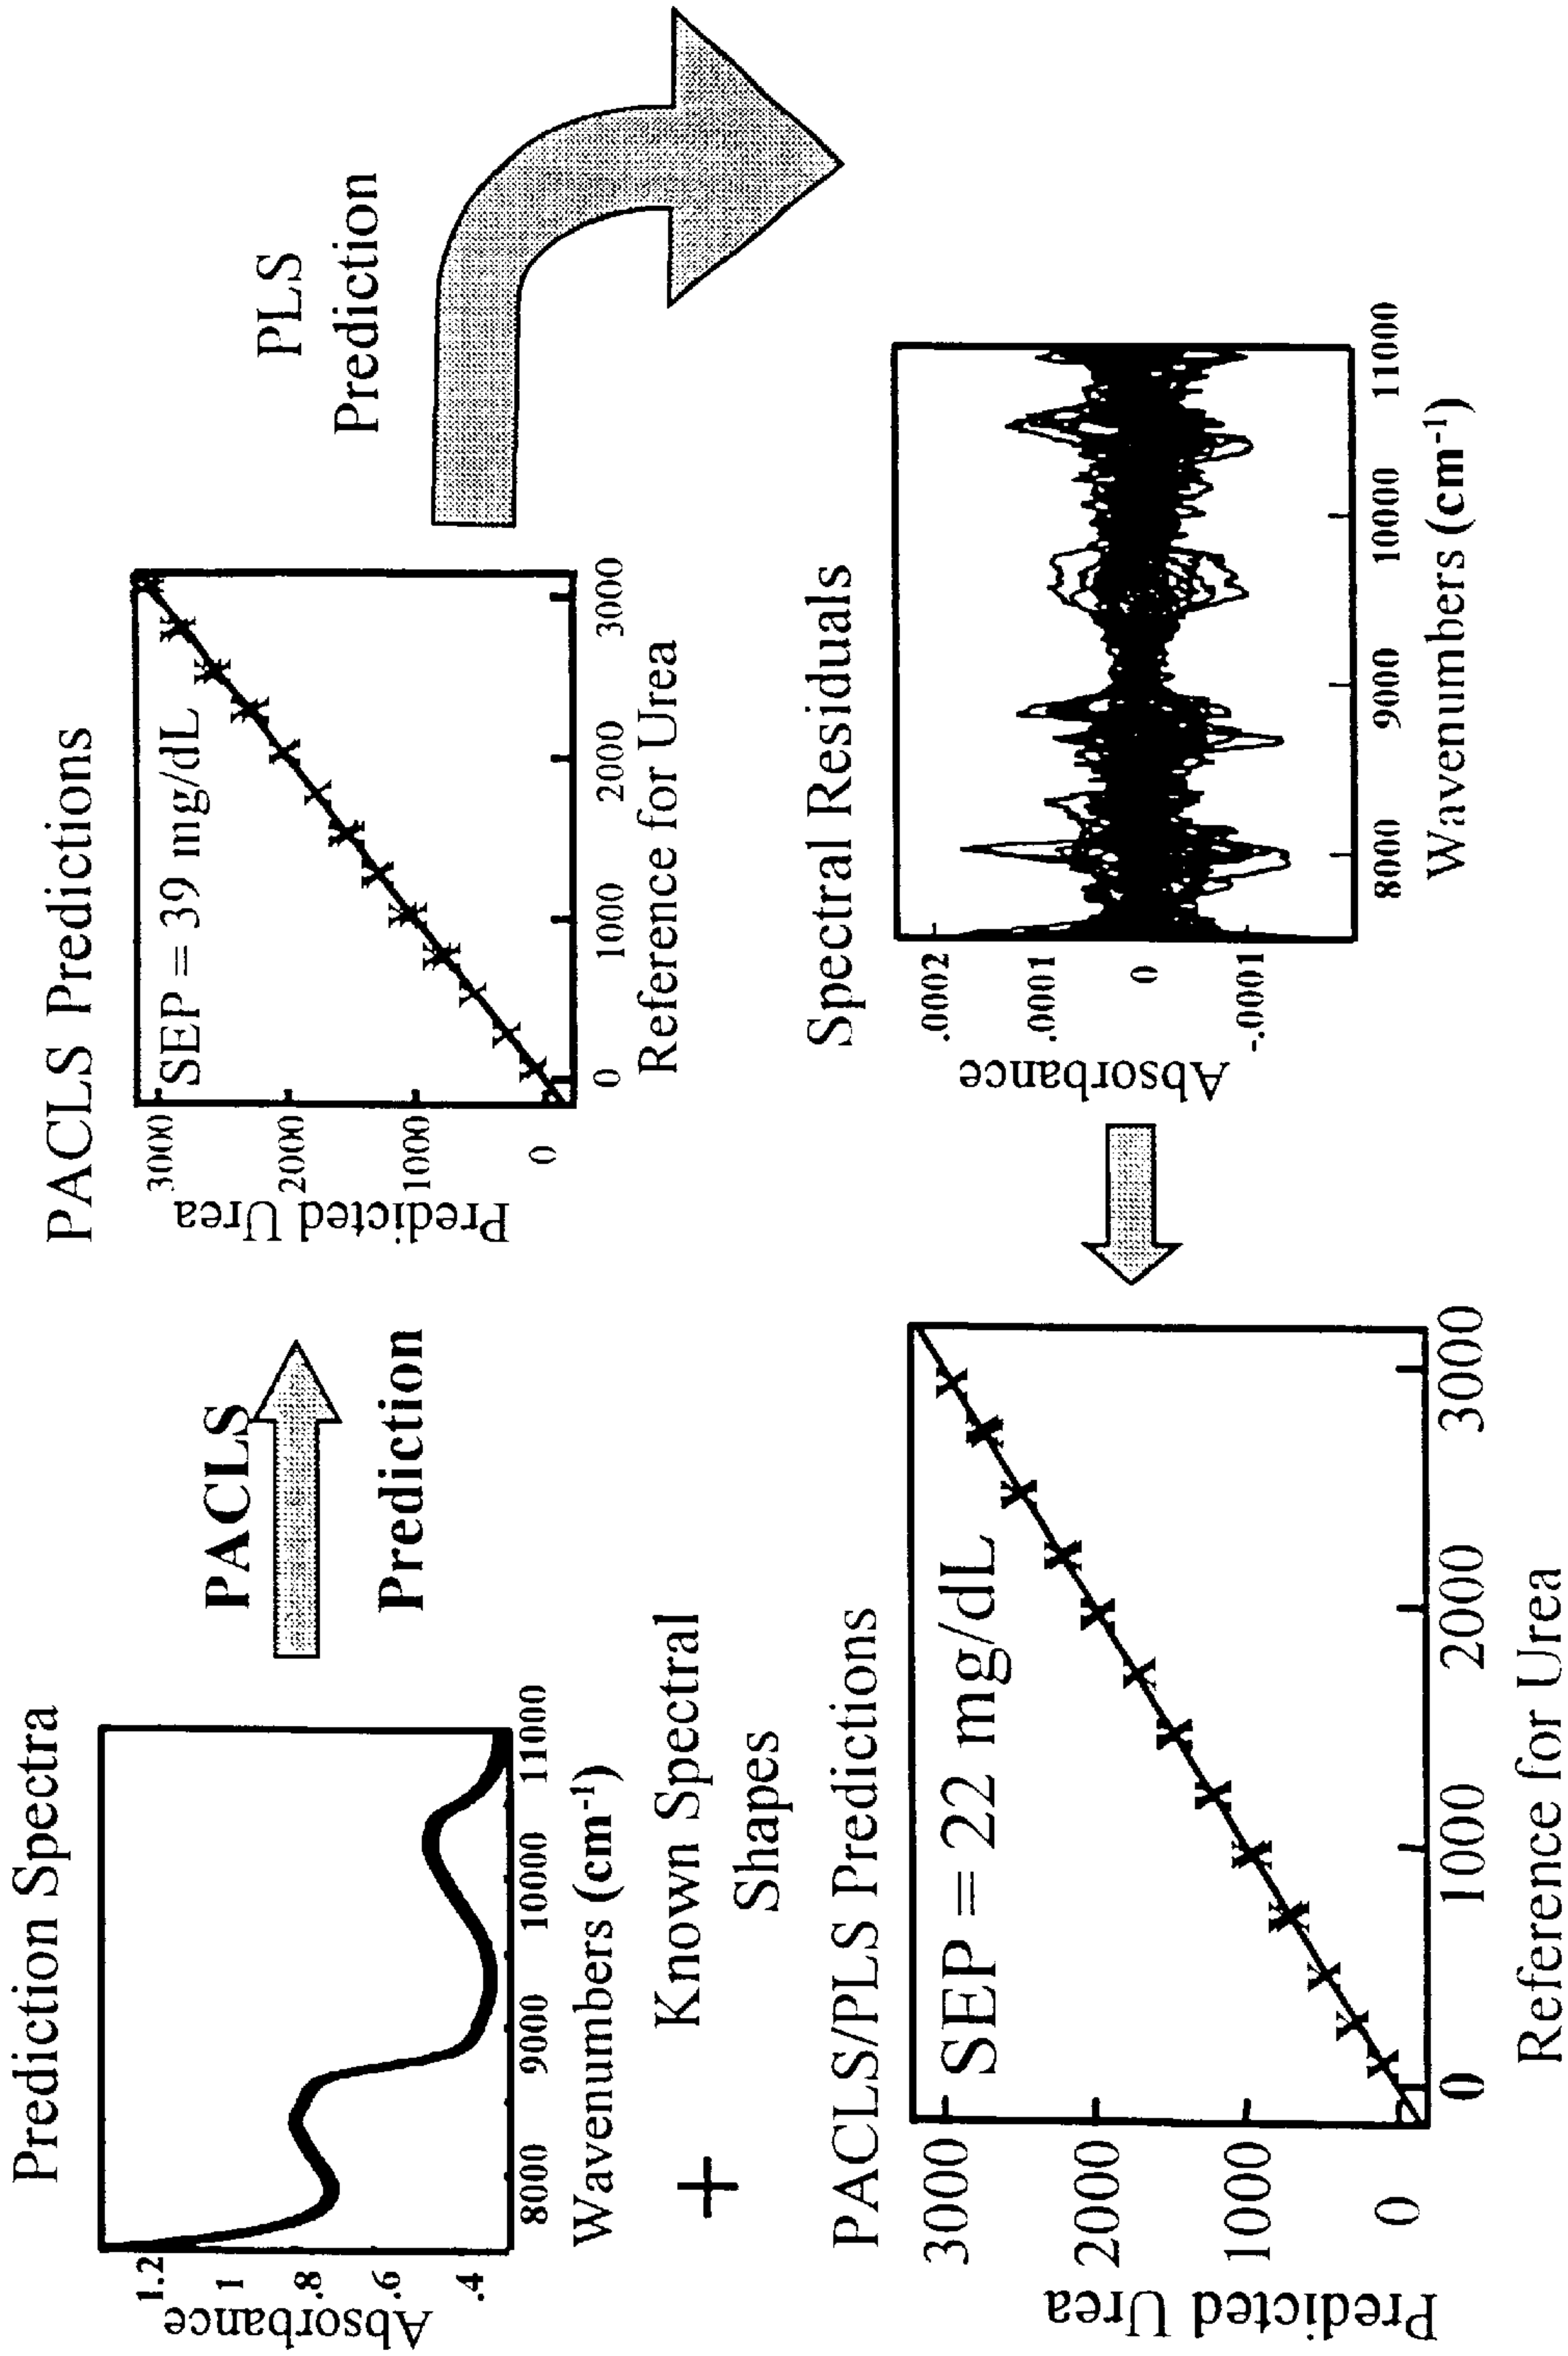 Prediction Spectra
Absorbance
1.2
1
.8
.6
.4
8000 9000 10000 11000
Wavenumbers (cm-1)
+ Known Spectral
Shapes
PACLS
Prediction
PACLS Predictions
SEP = 39 mg/dL
Predicted Urea
3000
2000
1000
0
0 1000 2000 3000
Reference for Urea
PLS
Prediction
Spectral Residuals
Absorbance
.0002
.0001
0
-.0001
8000 9000 10000 11000
Wavenumbers (cm-1)
PACLS/PLS Predictions
SEP = 22 mg/dL
Predicted Urea
3000
2000
1000
0
0 1000 2000 3000
Reference for Urea